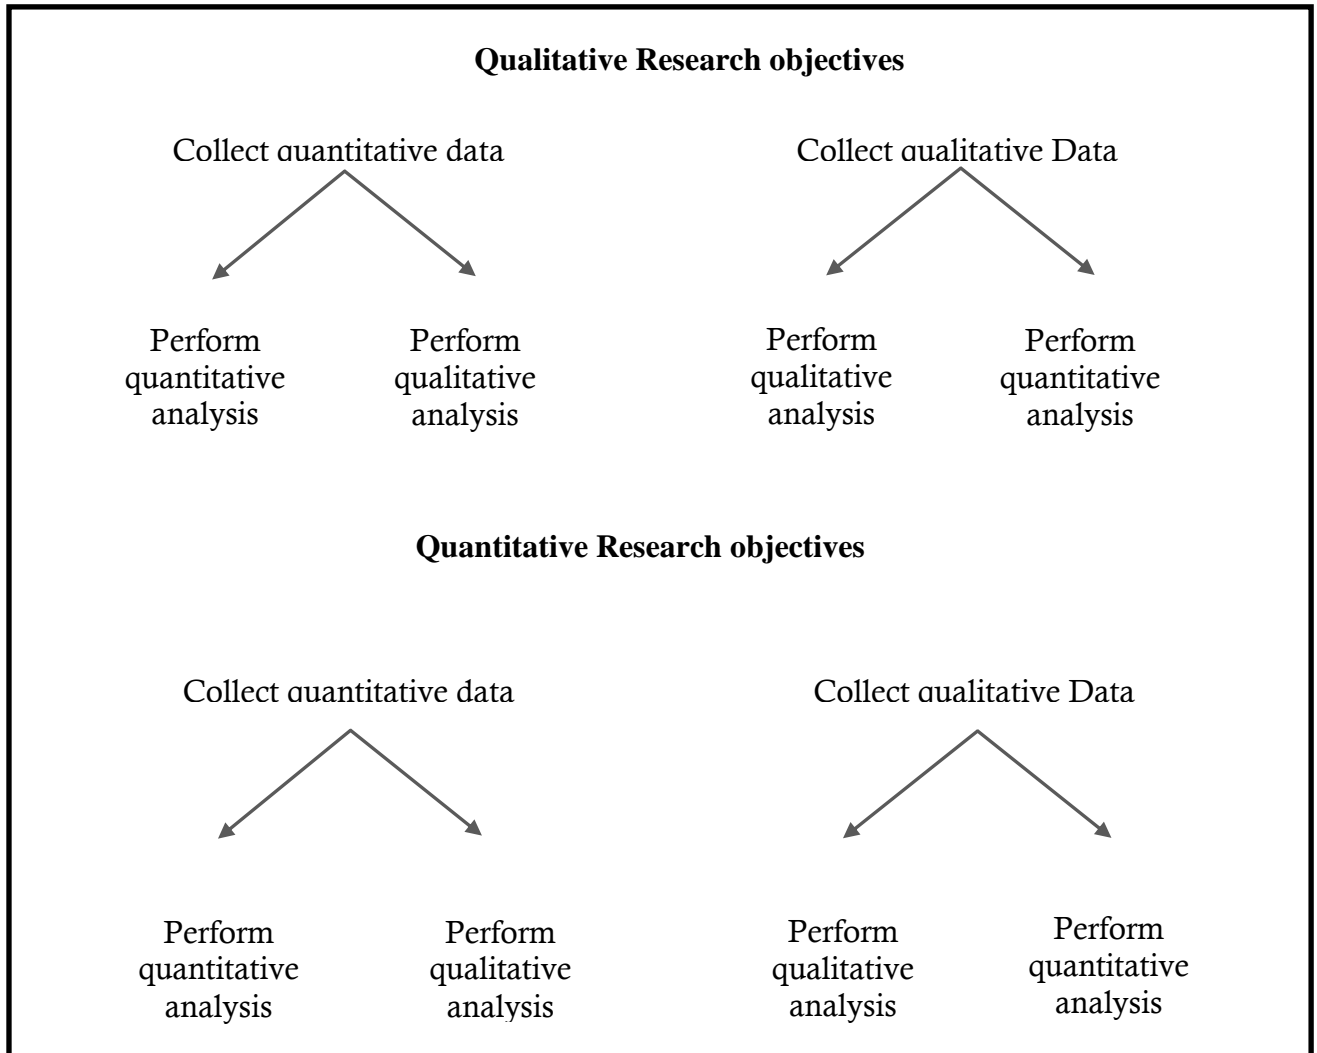 Qualitative Research objectives
Collect quantitative data
Collect qualitative Data
Perform
quantitative
analysis
Perform
qualitative
analysis
Perform
qualitative
analysis
Perform
quantitative
analysis
Quantitative Research objectives
Collect quantitative data
Collect qualitative Data
Perform
quantitative
analysis
Perform
qualitative
analysis
Perform
qualitative
analysis
Perform
quantitative
analysis